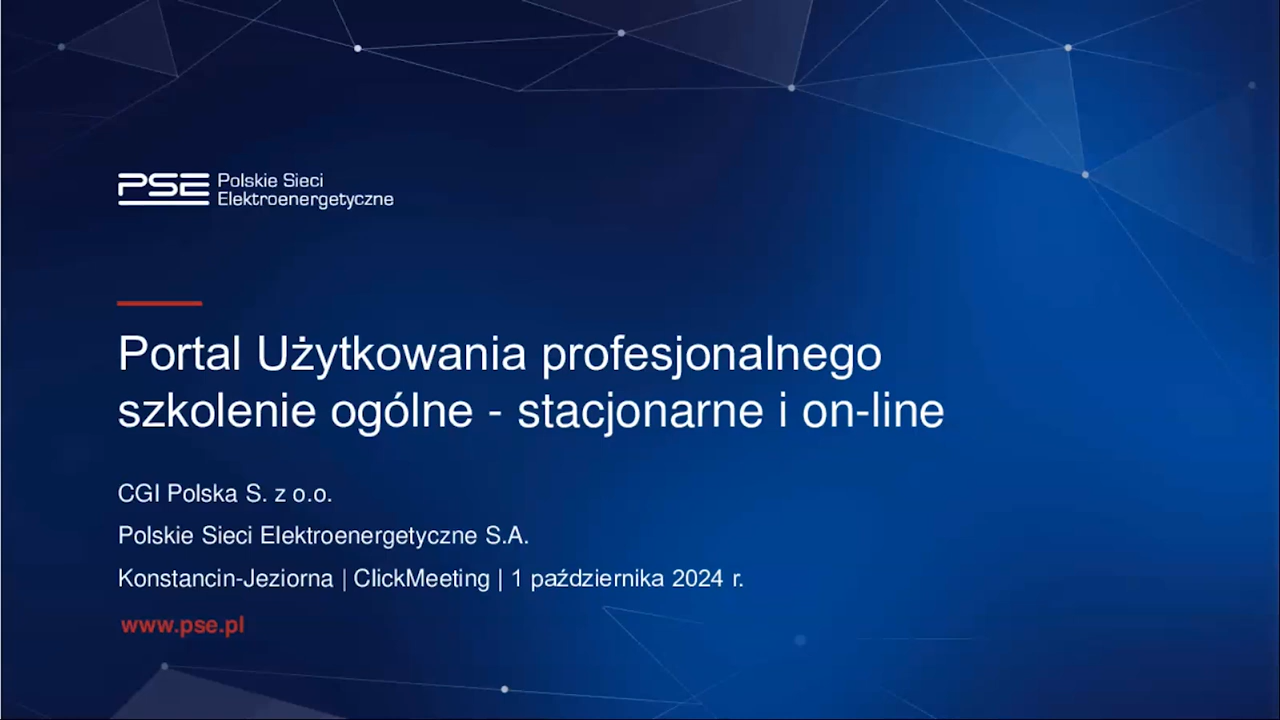 PSE Polskie Sieci
Elektroenergetyczne
Portal Użytkowania profesjonalnego
szkolenie ogólne - stacjonarne i on-line
CGI Polska S. z o.o.
Polskie Sieci Elektroenergetyczne S.A.
Konstancin-Jeziorna | ClickMeeting | 1 października 2024 r.
www.pse.pl